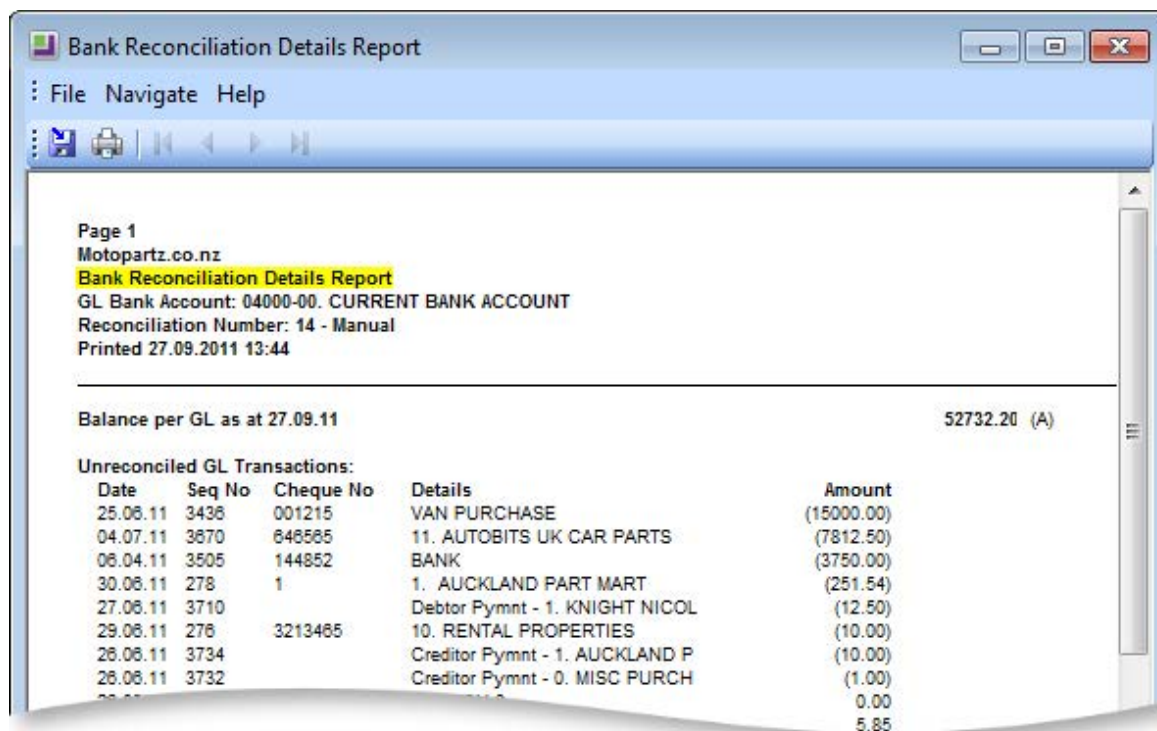 Bank Reconciliation Details Report
File Navigate Help
Page 1
Motopartz.co.nz
Bank Reconciliation Details Report
GL Bank Account: 04000-00. CURRENT BANK ACCOUNT
Reconciliation Number: 14 - Manual
Printed 27.09.2011 13:44
Balance per GL as at 27.09.11 52732.20 (A)
Unreconciled GL Transactions:
Date Seq No Cheque No Details Amount
25.06.11 3436 001215 VAN PURCHASE (15000.00)
04.07.11 3670 646565 11. AUTOBITS UK CAR PARTS (7812.50)
06.04.11 3505 144852 BANK (3750.00)
30.06.11 278 1 1. AUCKLAND PART MART (251.54)
27.06.11 3710 Debtor Pymnt - 1. KNIGHT NICOL (12.50)
29.06.11 276 3213465 10. RENTAL PROPERTIES (10.00)
26.06.11 3734 Creditor Pymnt - 1. AUCKLAND P (10.00)
26.06.11 3732 Creditor Pymnt - 0. MISC PURCH (1.00)
0.00
5.85